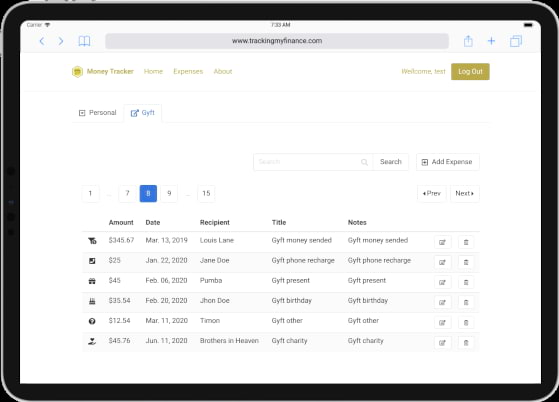 Carrier
7:33 AM
www.trackingmyfinance.com
Money Tracker Home Expenses About Welcome, test Log Out
Personal Gyft
Search Search Add Expense
1 ... 7 8 9 ... 15 Prev Next
Amount Date Recipient Title Notes
$345.67 Mar. 13, 2019 Louis Lane Gyft money sended Gyft money sended
$25 Jan. 22, 2020 Jane Doe Gyft phone recharge Gyft phone recharge
$45 Feb. 06, 2020 Pumba Gyft present Gyft present
$35.54 Feb. 20, 2020 Jhon Doe Gyft birthday Gyft birthday
$12.54 Mar. 11, 2020 Timon Gyft other Gyft other
$45.76 Jun. 11, 2020 Brothers in Heaven Gyft charity Gyft charity